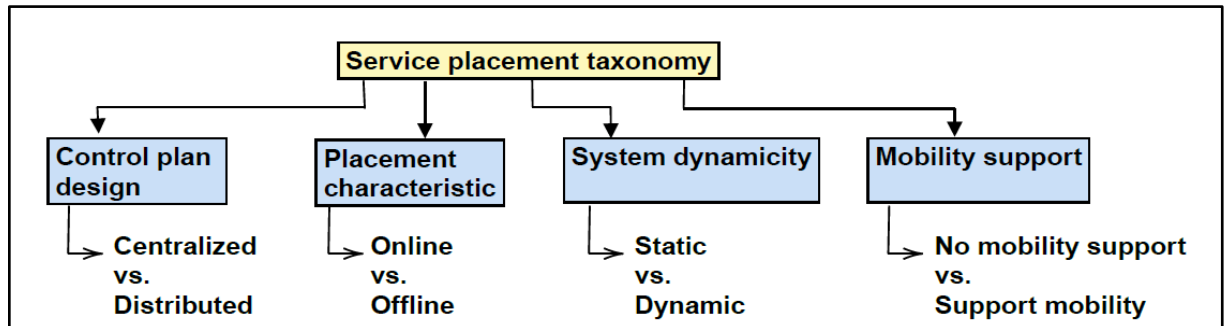 Service placement taxonomy
Control plan
design
Placement
characteristic
System dynamicity
Mobility support
Centralized
vs.
Distributed
Online
vs.
Offline
Static
vs.
Dynamic
No mobility support
vs.
Support mobility